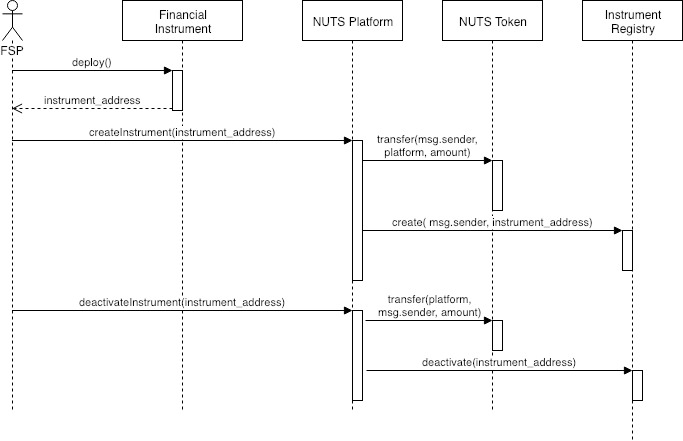 FSP
Financial
Instrument
NUTS Platform
NUTS Token
Instrument
Registry
deploy()
instrument_address
createInstrument(instrument_address)
transfer(msg.sender,
platform, amount)
create( msg.sender, instrument_address)
deactivateInstrument(instrument_address)
transfer(platform,
msg.sender, amount)
deactivate(instrument_address)